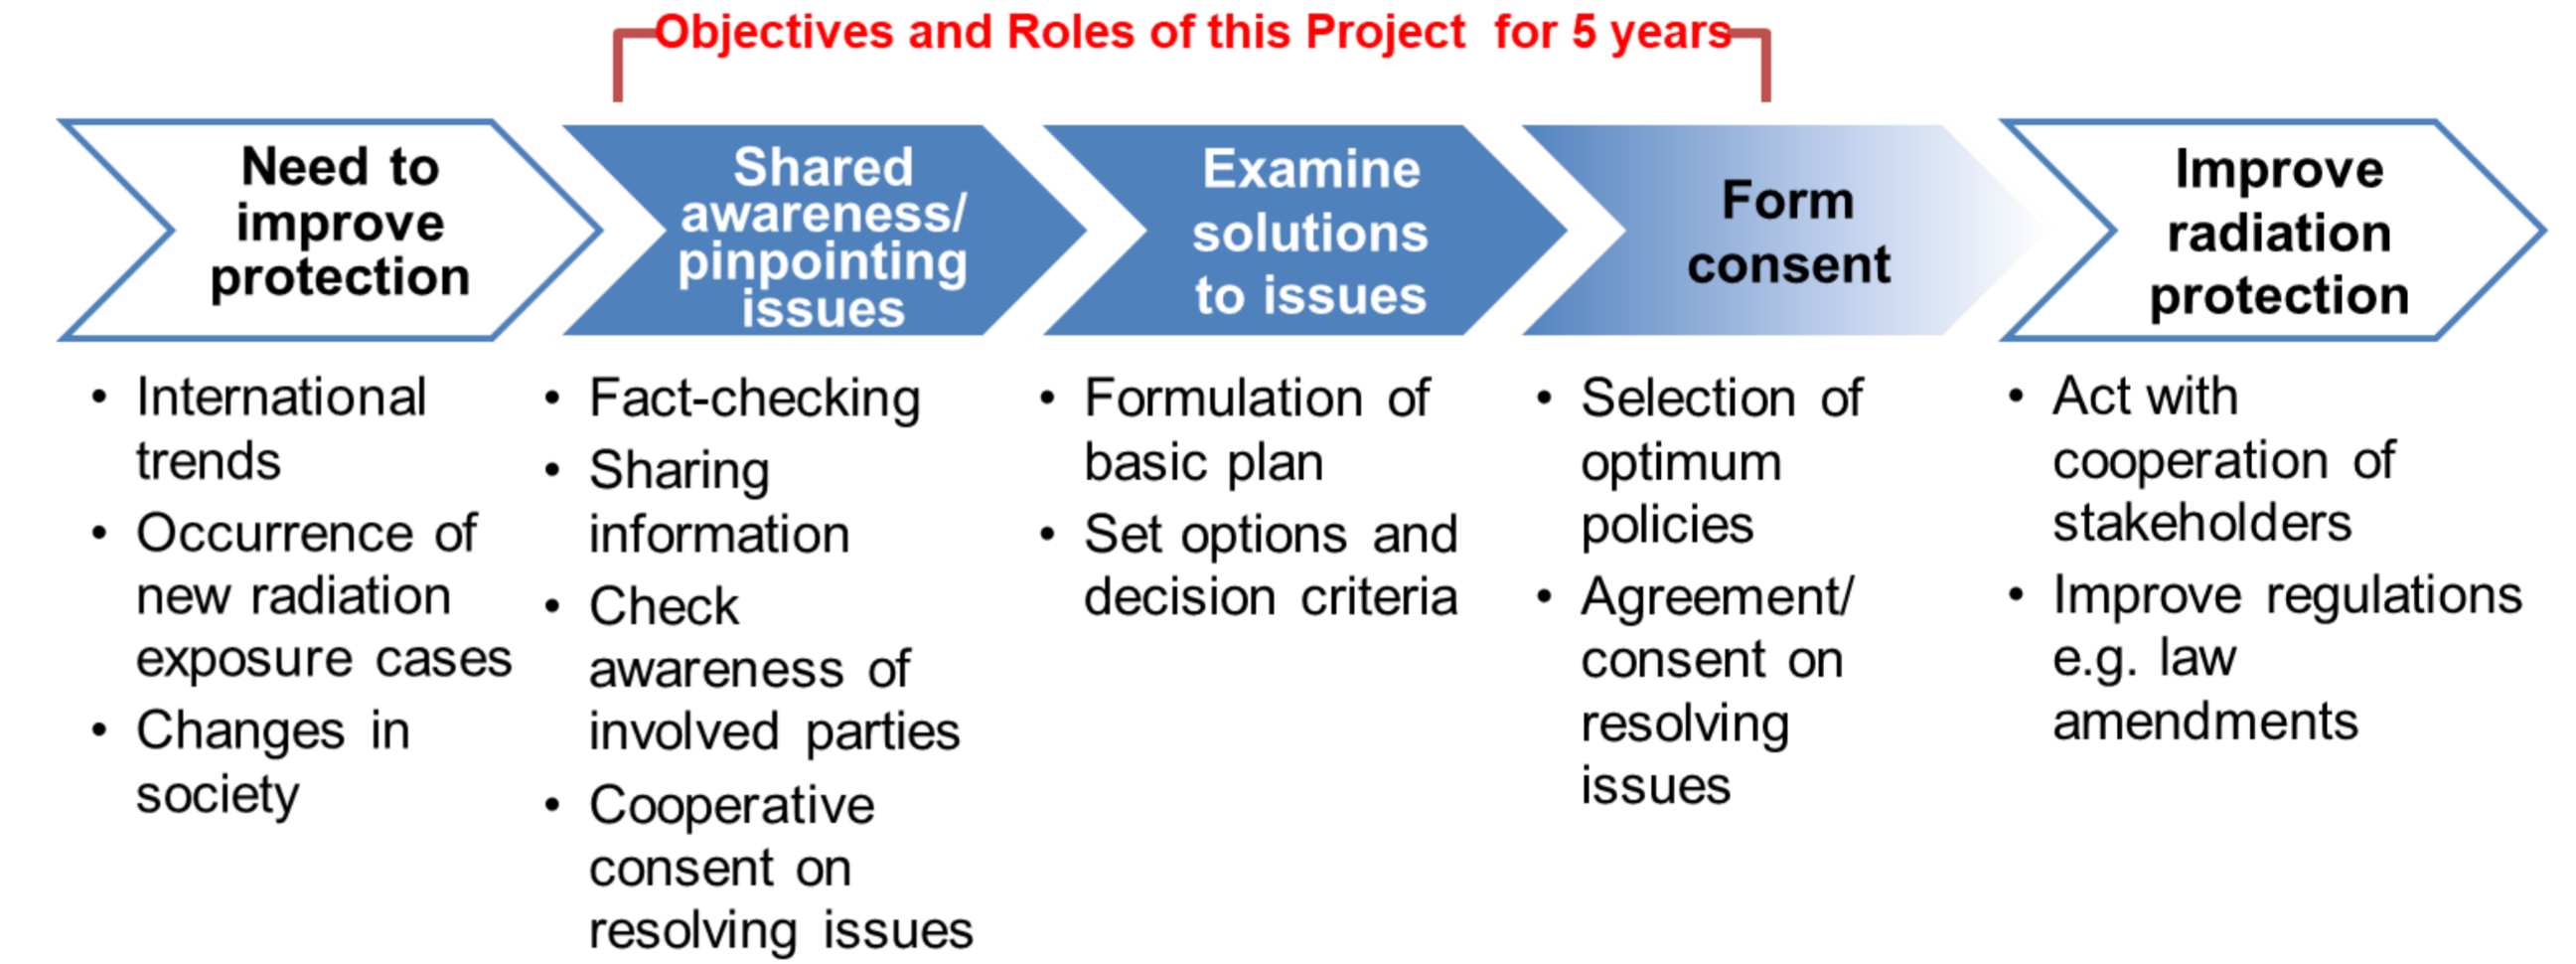 Objectives and Roles of this Project for 5 years
Need to
improve
protection
Shared
awareness/
pinpointing
issues
Examine
solutions
to issues
Form
consent
Improve
radiation
protection
• International
trends
• Occurrence of
new radiation
exposure cases
• Changes in
society
• Fact-checking
• Sharing
information
• Check
awareness of
involved parties
• Cooperative
consent on
resolving issues
• Formulation of
basic plan
• Set options and
decision criteria
• Selection of
optimum
policies
• Agreement/
consent on
resolving
issues
• Act with
cooperation of
stakeholders
• Improve regulations
e.g. law
amendments